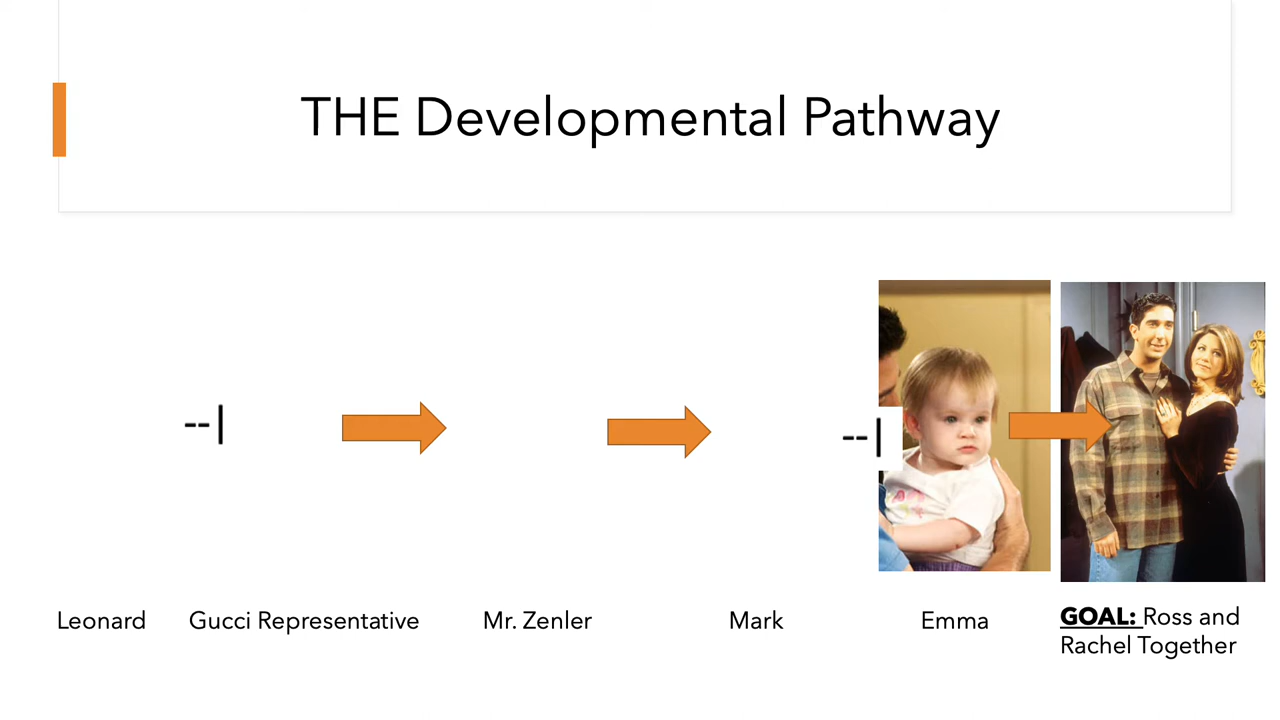 THE Developmental Pathway
--|
--|
Leonard
Gucci Representative
Mr. Zenler
Mark
Emma
GOAL: Ross and
Rachel Together